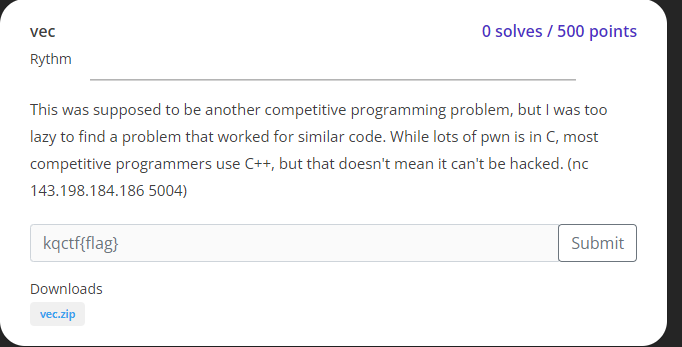 vec
0 solves / 500 points
Rythm
This was supposed to be another competitive programming problem, but I was too
lazy to find a problem that worked for similar code. While lots of pwn is in C, most
competitive programmers use C++, but that doesn't mean it can't be hacked. (nc
143.198.184.186 5004)
kqctf{flag}
Submit
Downloads
vec.zip